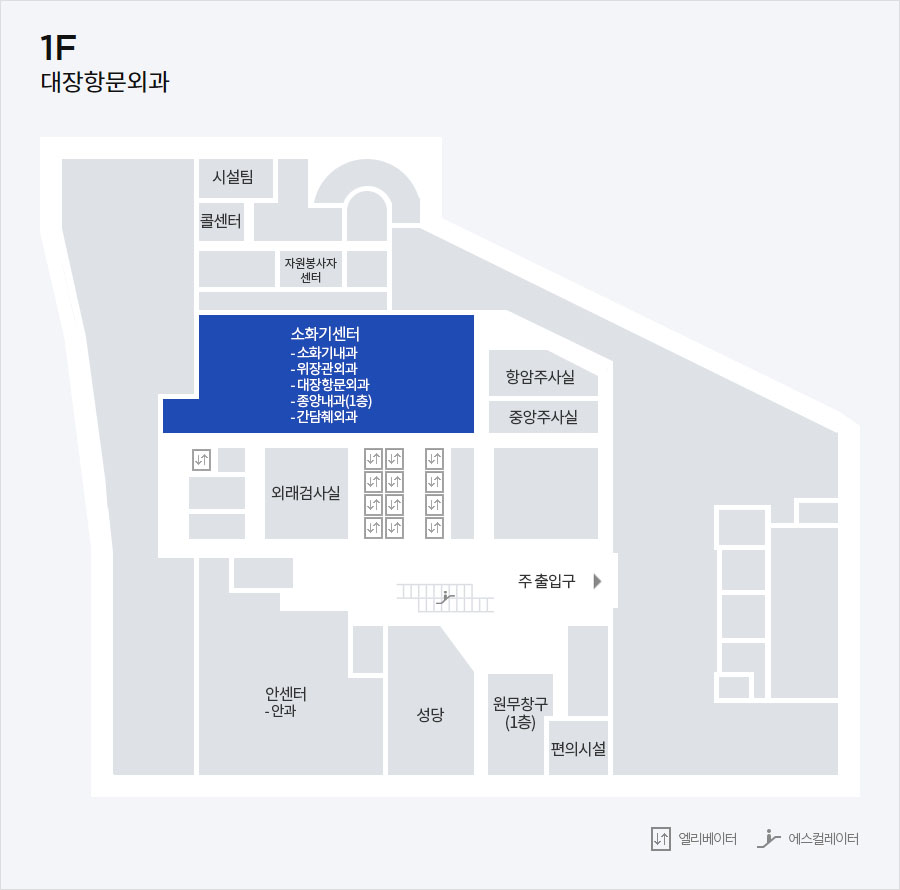 1F
대장항문외과
시설팀
콜센터
자원봉사자
센터
소화기센터
- 소화기내과
- 위장관외과
- 대장항문외과
- 종양내과(1층)
- 간담췌외과
항암주사실
중앙주사실
외래검사실
주 출입구
안센터
- 안과
성당
원무창구
(1층)
편의시설
엘리베이터
에스컬레이터